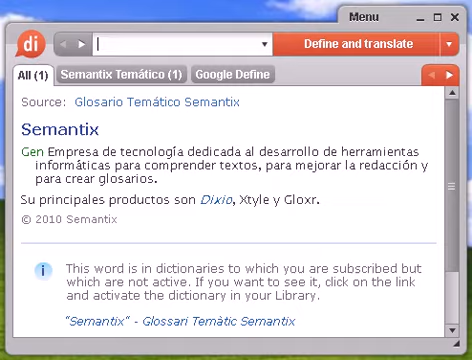 Menu
di
Define and translate
All (1) Semantix Temático (1) Google Define
Source: Glosario Temático Semantix
Semantix
Gen Empresa de tecnología dedicada al desarrollo de herramientas
informáticas para comprender textos, para mejorar la redacción y
para crear glosarios.
Su principales productos son Dixio, Xtyle y Gloxr.
© 2010 Semantix
i
This word is in dictionaries to which you are subscribed but
which are not active. If you want to see it, click on the link
and activate the dictionary in your Library.
"Semantix" - Glossari Temàtic Semantix